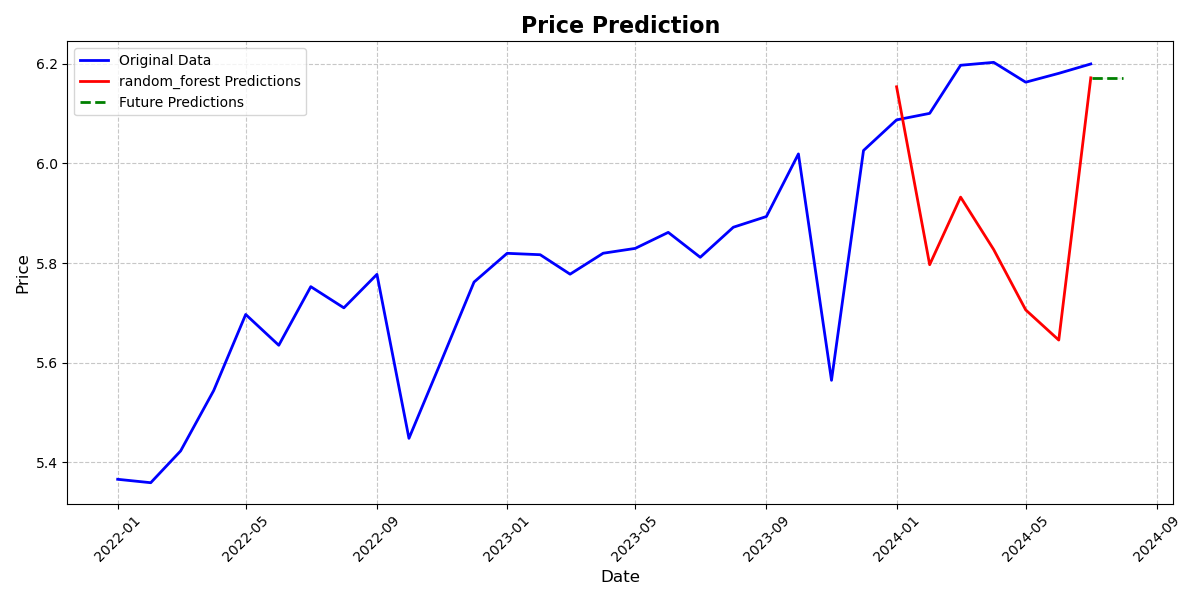 Price Prediction
Original Data
random_forest Predictions
Future Predictions
Price
6.2
6.0
5.8
5.6
5.4
2022-01
2022-05
2022-09
2023-01
2023-05
2023-09
2024-01
2024-05
2024-09
Date